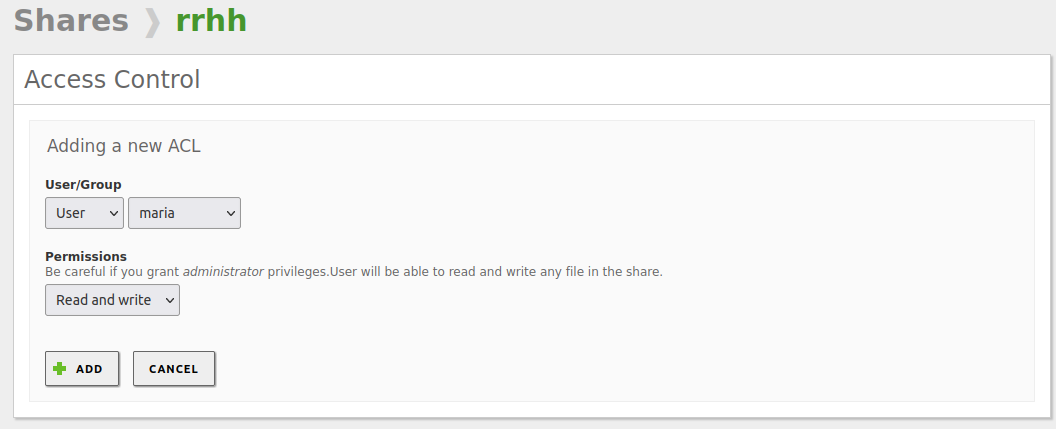 Shares ❯ rrhh
Access Control
Adding a new ACL
User/Group
User maria
Permissions
Be careful if you grant administrator privileges.User will be able to read and write any file in the share.
Read and write
ADD CANCEL